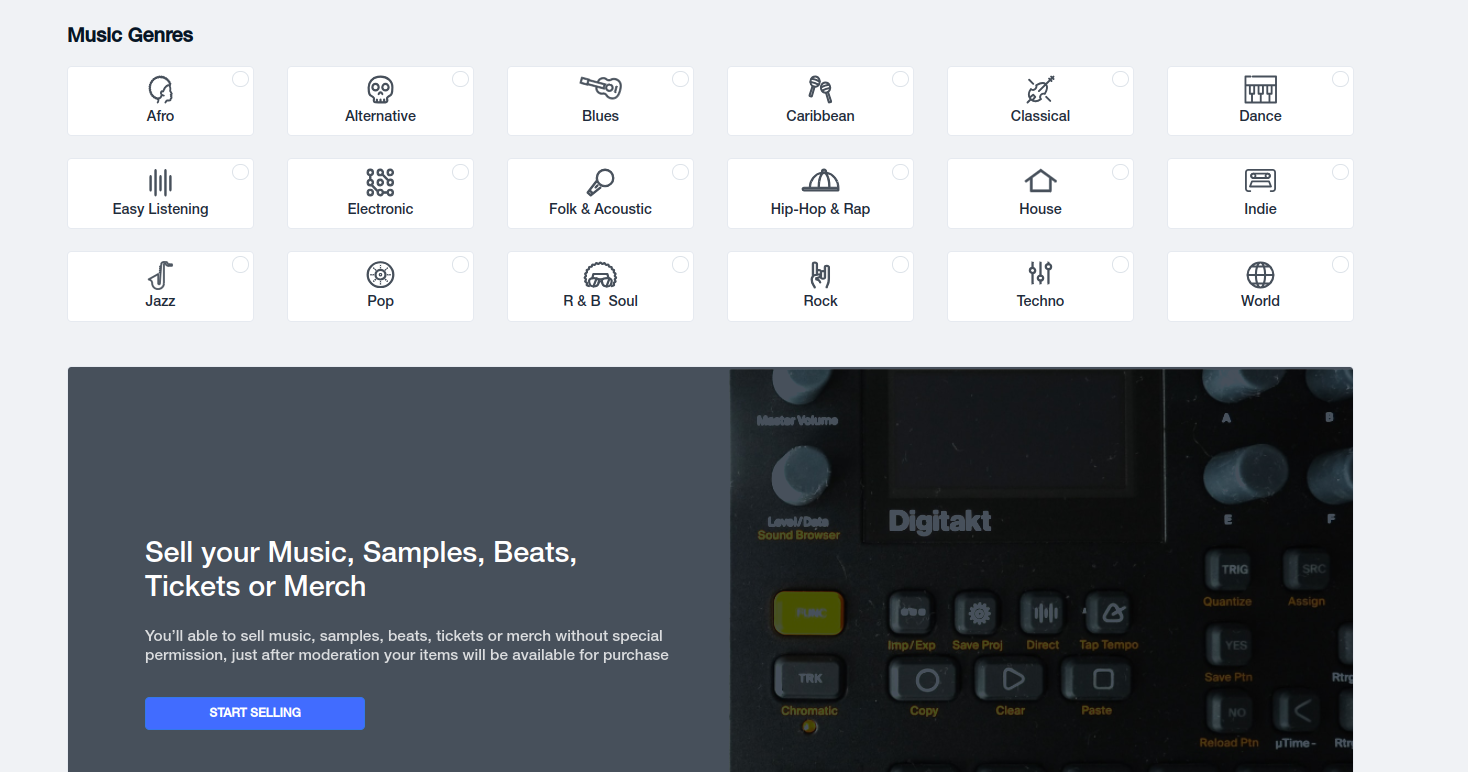 Music Genres
Afro
Alternative
Blues
Caribbean
Classical
Dance
Easy Listening
Electronic
Folk & Acoustic
Hip-Hop & Rap
House
Indie
Jazz
Pop
R & B  Soul
Rock
Techno
World
Sell your Music, Samples, Beats,
Tickets or Merch
You’ll able to sell music, samples, beats, tickets or merch without special
permission, just after moderation your items will be available for purchase
START SELLING
Master Volume
A
B
Level/Data
Sound Browser
Digitakt
E
F
TRIG
SRC
Quantize
Assign
FUNC
Imp/Exp
Save Proj
Direct
Tap Tempo
YES
TRK
Save Ptn
Chromatic
Copy
Clear
Paste
NO
Reload Ptn
µTime-